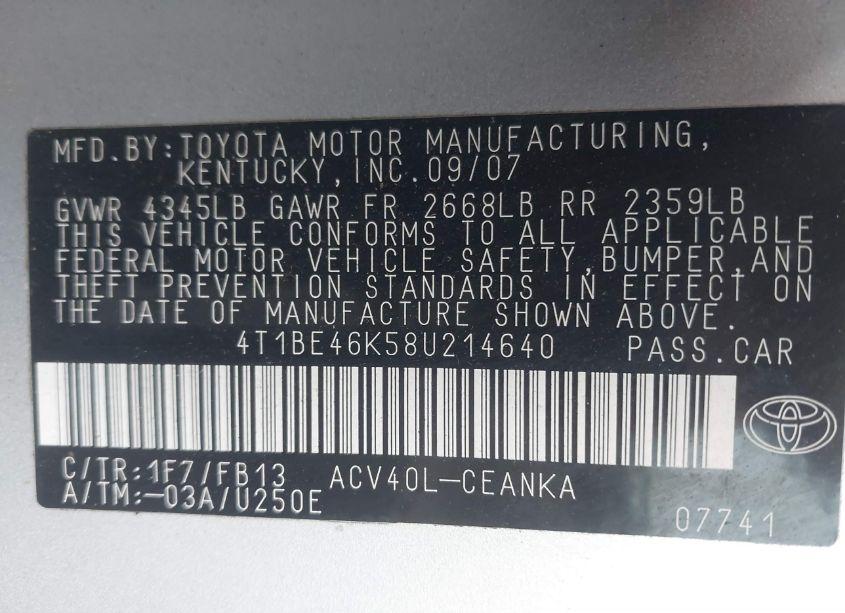 MFD.BY:TOYOTA MOTOR MANUFACTURING,
KENTUCKY,INC.09/07
GVWR 4345LB GAWR FR 2668LB RR 2359LB
THIS VEHICLE CONFORMS TO ALL APPLICABLE
FEDERAL MOTOR VEHICLE SAFETY,BUMPER,AND
THEFT PREVENTION STANDARDS IN EFFECT ON
THE DATE OF MANUFACTURE SHOWN ABOVE.
4T1BE46K58U214640 PASS.CAR
C/TR:1F7/FB13 ACV40L-CEANKA
A/TM:-03A/U250E
07741